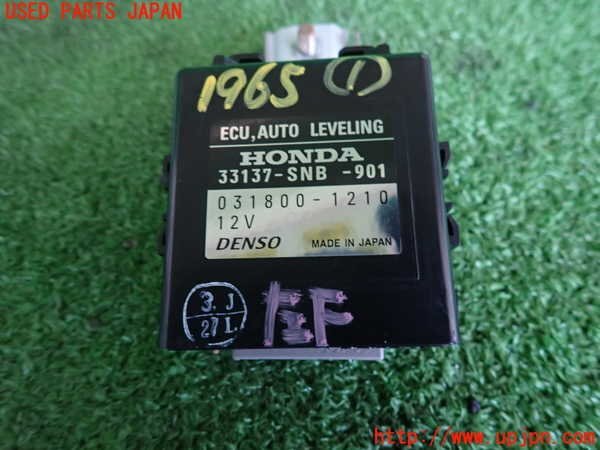 USED PARTS JAPAN
1965 ①
ECU, AUTO LEVELING
HONDA
33137-SNB -901
031800-1210
12V
DENSO MADE IN JAPAN
3.J
27L
FF
http://www.upjpn.com/